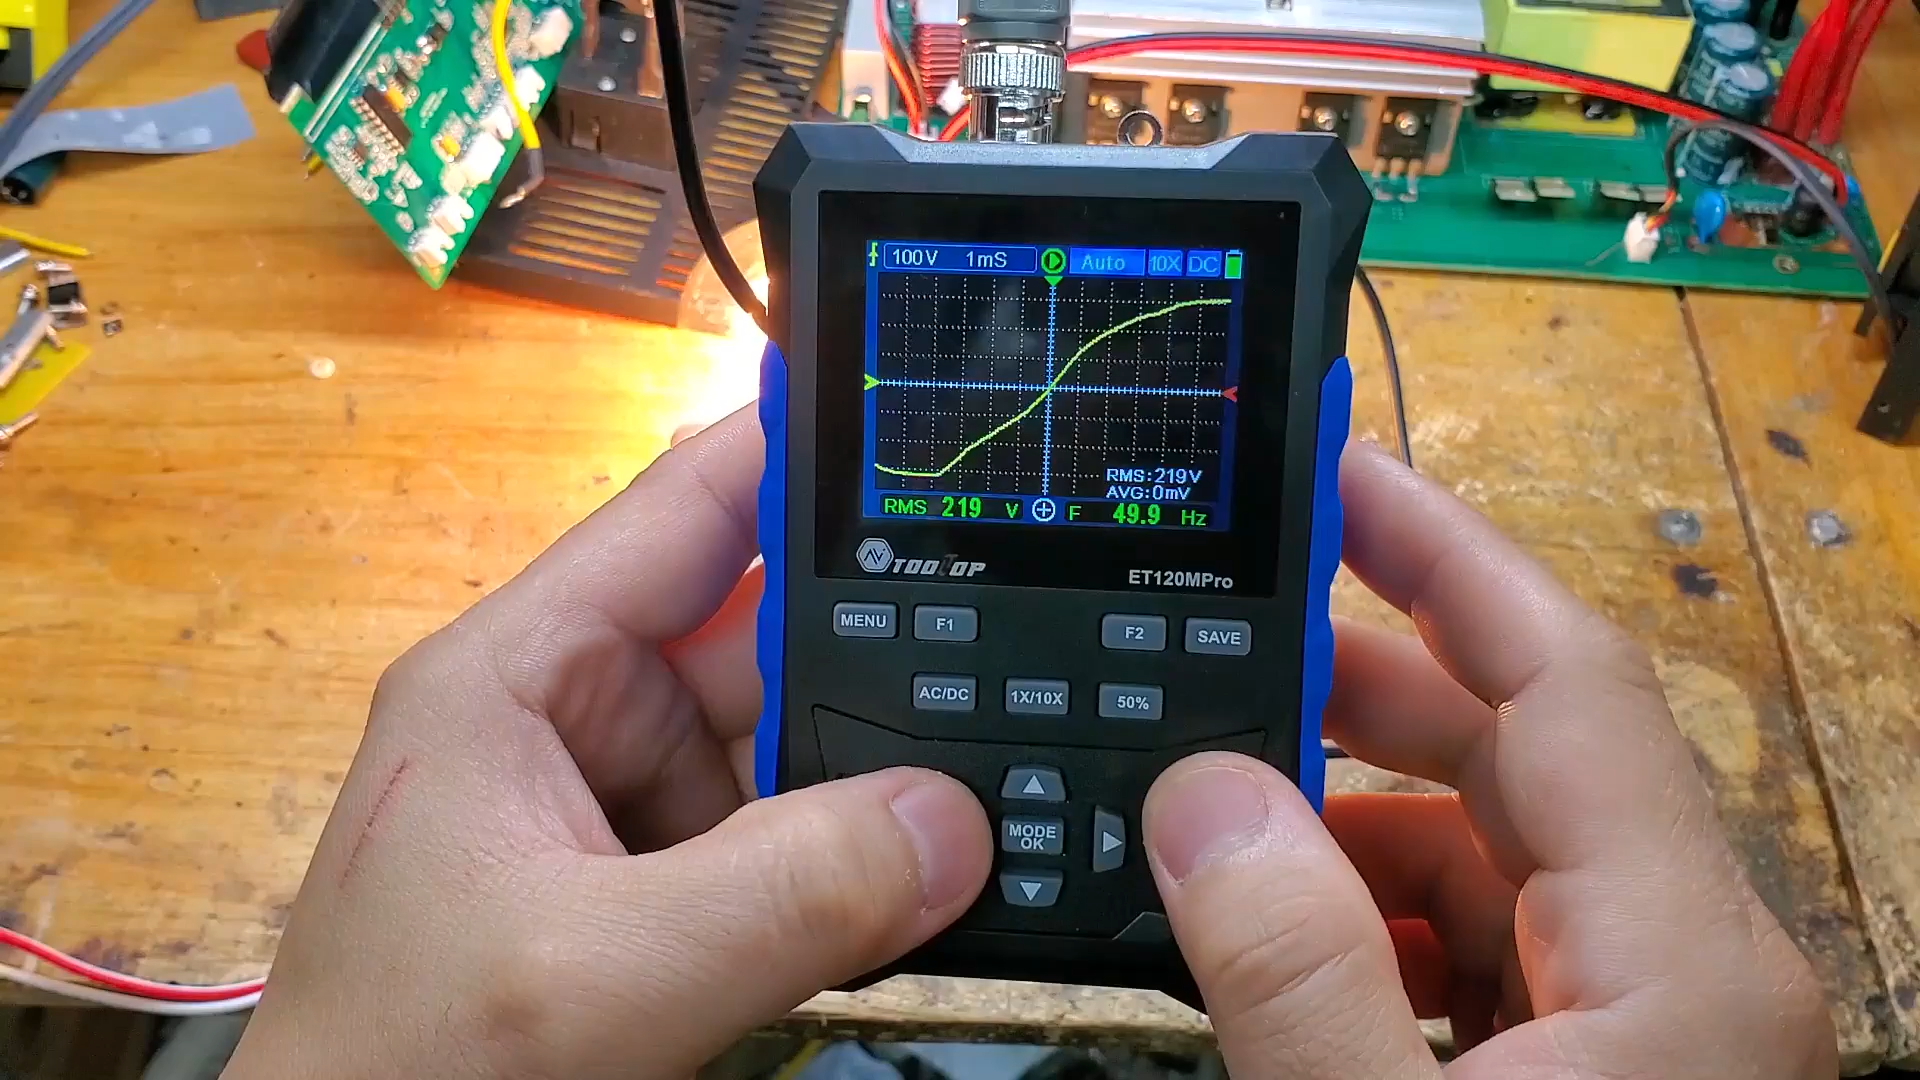 100V 1mS Auto 10X DC
RMS:219V
AVG:0mV
RMS 219 V F 49.9 Hz
TOOLTOP
ET120MPro
MENU F1 F2 SAVE
AC/DC 1X/10X 50%
MODE
OK